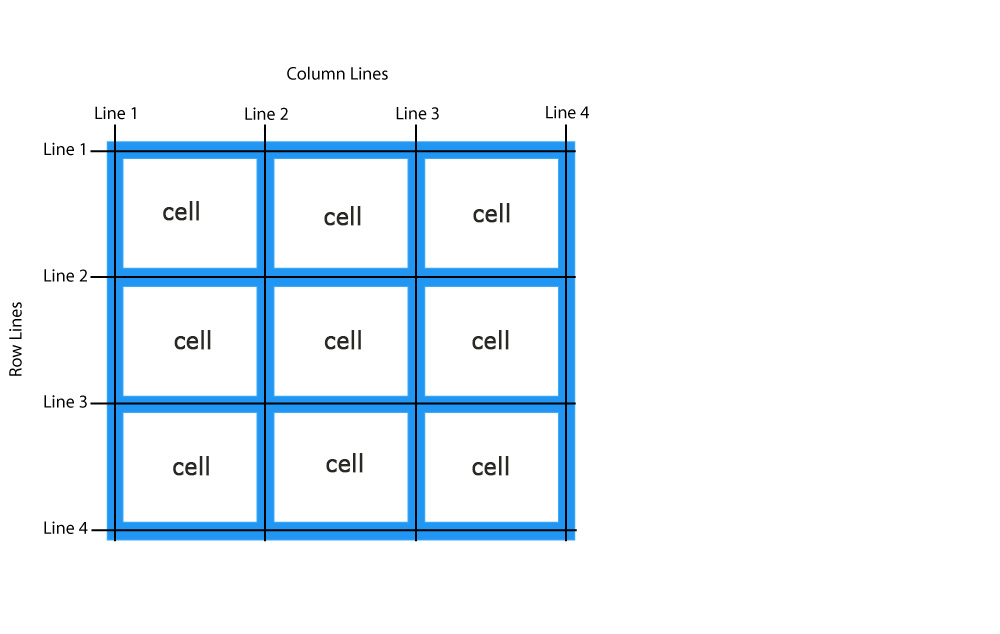 Column Lines
Line 1 Line 2 Line 3 Line 4
Line 1
cell cell cell
Line 2
Row Lines
cell cell cell
Line 3
cell cell cell
Line 4